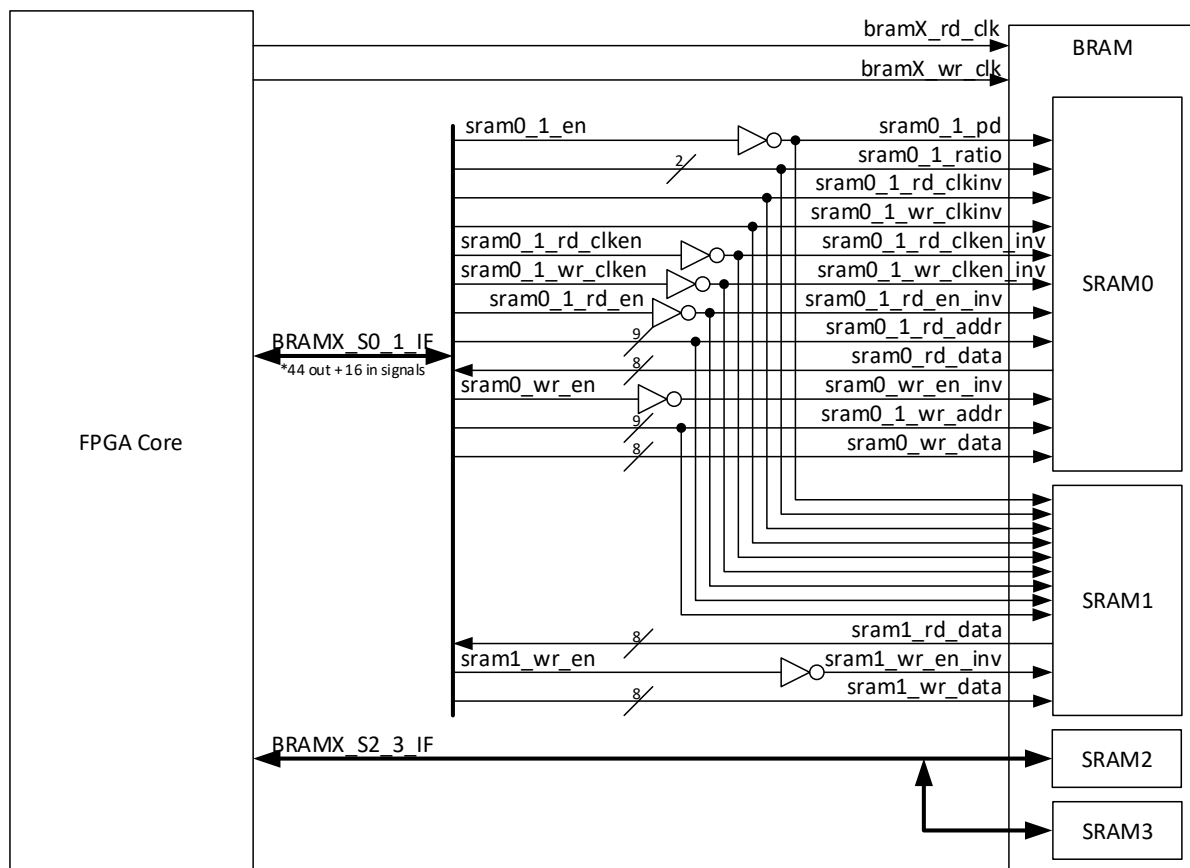 bramX_rd_clk
BRAM
bramX_wr_clk
sram0_1_en
sram0_1_pd
2
sram0_1_ratio
sram0_1_rd_clkinv
sram0_1_wr_clkinv
sram0_1_rd_clken
sram0_1_rd_clken_inv
sram0_1_wr_clken
sram0_1_wr_clken_inv
SRAM0
sram0_1_rd_en
sram0_1_rd_en_inv
9
sram0_1_rd_addr
BRAMX_S0_1_IF
*44 out + 16 in signals
8
sram0_rd_data
sram0_wr_en
sram0_wr_en_inv
9
sram0_1_wr_addr
FPGA Core
8
sram0_wr_data
SRAM1
8
sram1_rd_data
sram1_wr_en
sram1_wr_en_inv
8
sram1_wr_data
BRAMX_S2_3_IF
SRAM2
SRAM3